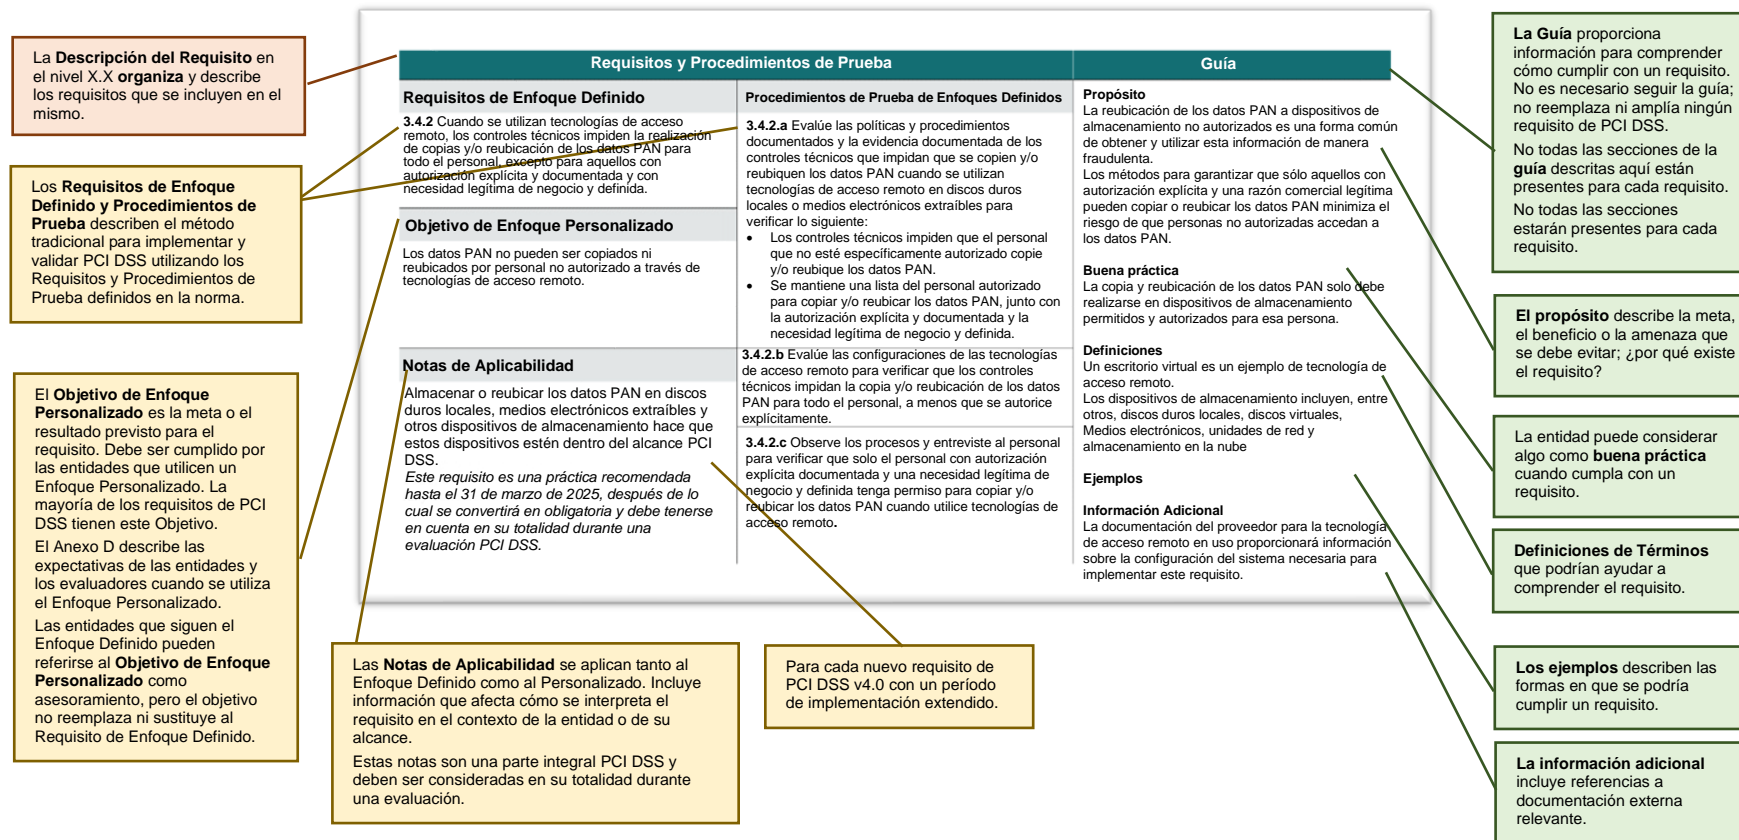 La Descripción del Requisito en
el nivel X.X organiza y describe
los requisitos que se incluyen en el
mismo.
Los Requisitos de Enfoque
Definido y Procedimientos de
Prueba describen el método
tradicional para implementar y
validar PCI DSS utilizando los
Requisitos y Procedimientos de
Prueba definidos en la norma.
El Objetivo de Enfoque
Personalizado es la meta o el
resultado previsto para el
requisito. Debe ser cumplido por
las entidades que utilicen un
Enfoque Personalizado. La
mayoría de los requisitos de PCI
DSS tienen este Objetivo.
El Anexo D describe las
expectativas de las entidades y
los evaluadores cuando se utiliza
el Enfoque Personalizado.
Las entidades que siguen el
Enfoque Definido pueden
referirse al Objetivo de Enfoque
Personalizado como
asesoramiento, pero el objetivo
no reemplaza ni sustituye al
Requisito de Enfoque Definido.
Requisitos y Procedimientos de Prueba
Guía
Requisitos de Enfoque Definido
3.4.2 Cuando se utilizan tecnologías de acceso
remoto, los controles técnicos impiden la realización
de copias y/o reubicación de los datos PAN para
todo el personal, excepto para aquellos con
autorización explícita y documentada y con
necesidad legítima de negocio y definida.
Objetivo de Enfoque Personalizado
Los datos PAN no pueden ser copiados ni
reubicados por personal no autorizado a través de
tecnologías de acceso remoto.
Notas de Aplicabilidad
Almacenar o reubicar los datos PAN en discos
duros locales, medios electrónicos extraíbles y
otros dispositivos de almacenamiento hace que
estos dispositivos estén dentro del alcance PCI
DSS.
Este requisito es una práctica recomendada
hasta el 31 de marzo de 2025, después de lo
cual se convertirá en obligatoria y debe tenerse
en cuenta en su totalidad durante una
evaluación PCI DSS.
Procedimientos de Prueba de Enfoques Definidos
3.4.2.a Evalúe las políticas y procedimientos
documentados y la evidencia documentada de los
controles técnicos que impidan que se copien y/o
reubiquen los datos PAN cuando se utilizan
tecnologías de acceso remoto en discos duros
locales o medios electrónicos extraíbles para
verificar lo siguiente:
• Los controles técnicos impiden que el personal
que no esté específicamente autorizado copie
y/o reubique los datos PAN.
• Se mantiene una lista del personal autorizado
para copiar y/o reubicar los datos PAN, junto con
la autorización explícita y documentada y la
necesidad legítima de negocio y definida.
3.4.2.b Evalúe las configuraciones de las tecnologías
de acceso remoto para verificar que los controles
técnicos impidan la copia y/o reubicación de los datos
PAN para todo el personal, a menos que se autorice
explícitamente.
3.4.2.c Observe los procesos y entreviste al personal
para verificar que solo el personal con autorización
explícita documentada y una necesidad legítima de
negocio y definida tenga permiso para copiar y/o
reubicar los datos PAN cuando utilice tecnologías de
acceso remoto.
Propósito
La reubicación de los datos PAN a dispositivos de
almacenamiento no autorizados es una forma común
de obtener y utilizar esta información de manera
fraudulenta.
Los métodos para garantizar que sólo aquellos con
autorización explícita y una razón comercial legítima
pueden copiar o reubicar los datos PAN minimiza el
riesgo de que personas no autorizadas accedan a
los datos PAN.
Buena práctica
La copia y reubicación de los datos PAN solo debe
realizarse en dispositivos de almacenamiento
permitidos y autorizados para esa persona.
Definiciones
Un escritorio virtual es un ejemplo de tecnología de
acceso remoto.
Los dispositivos de almacenamiento incluyen, entre
otros, discos duros locales, discos virtuales,
Medios electrónicos, unidades de red y
almacenamiento en la nube
Ejemplos
Información Adicional
La documentación del proveedor para la tecnología
de acceso remoto en uso proporcionará información
sobre la configuración del sistema necesaria para
implementar este requisito.
Las Notas de Aplicabilidad se aplican tanto al
Enfoque Definido como al Personalizado. Incluye
información que afecta cómo se interpreta el
requisito en el contexto de la entidad o de su
alcance.
Estas notas son una parte integral PCI DSS y
deben ser consideradas en su totalidad durante
una evaluación.
Para cada nuevo requisito de
PCI DSS v4.0 con un período
de implementación extendido.
La Guía proporciona
información para comprender
cómo cumplir con un requisito.
No es necesario seguir la guía;
no reemplaza ni amplía ningún
requisito de PCI DSS.
No todas las secciones de la
guía descritas aquí están
presentes para cada requisito.
No todas las secciones
estarán presentes para cada
requisito.
El propósito describe la meta,
el beneficio o la amenaza que
se debe evitar; ¿por qué existe
el requisito?
La entidad puede considerar
algo como buena práctica
cuando cumpla con un
requisito.
Definiciones de Términos
que podrían ayudar a
comprender el requisito.
Los ejemplos describen las
formas en que se podría
cumplir un requisito.
La información adicional
incluye referencias a
documentación externa
relevante.